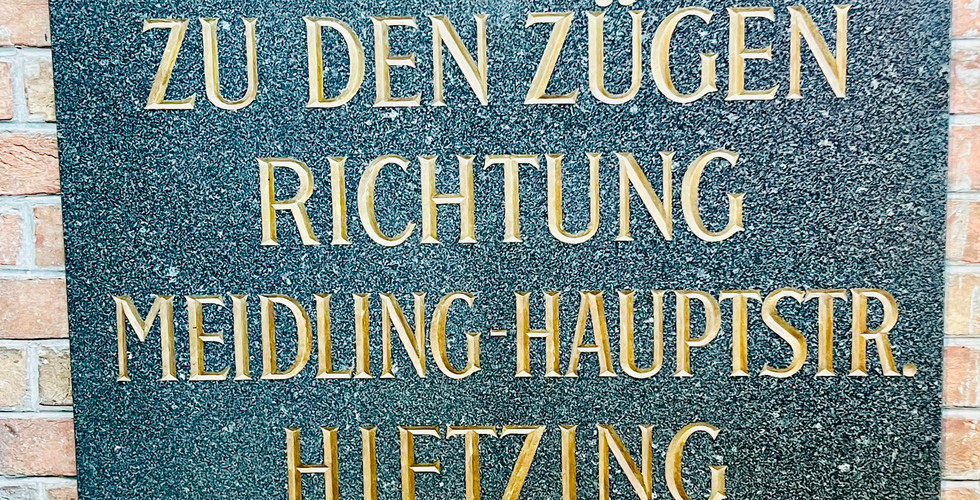 ZU DEN ZÜGEN
RICHTUNG
MEIDLING-HAUPTSTR.
HIETZING